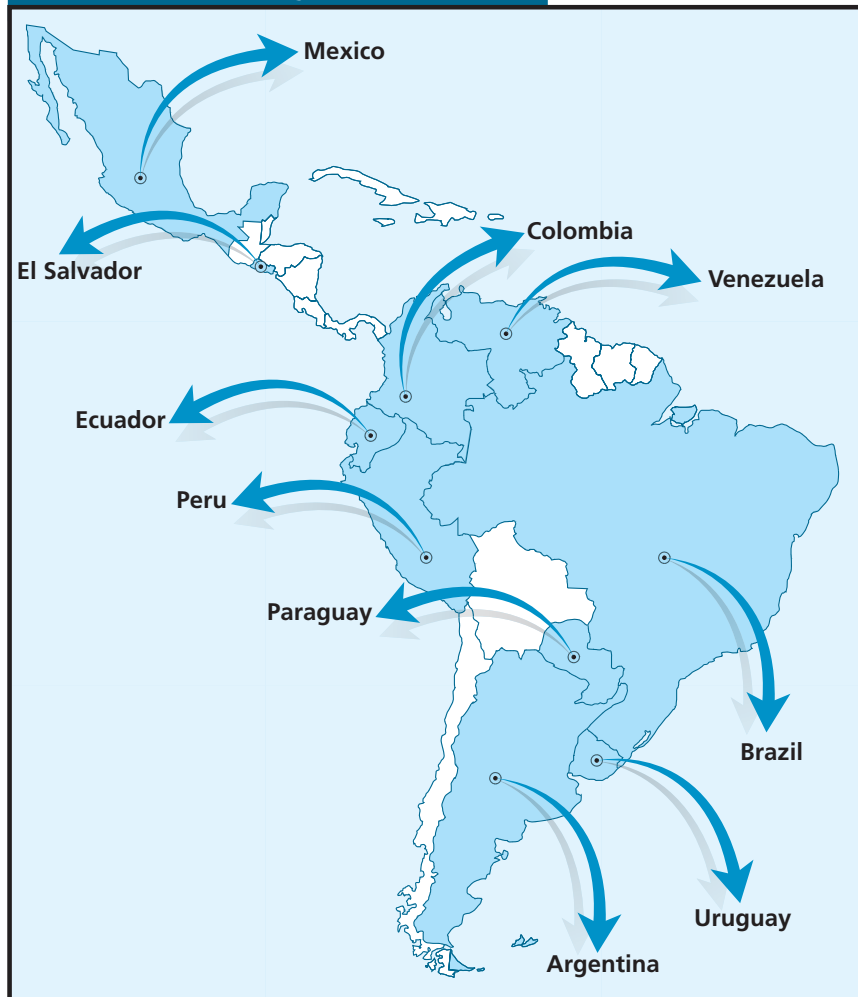 Mexico
Colombia
El Salvador
Venezuela
Ecuador
Peru
Paraguay
Brazil
Uruguay
Argentina